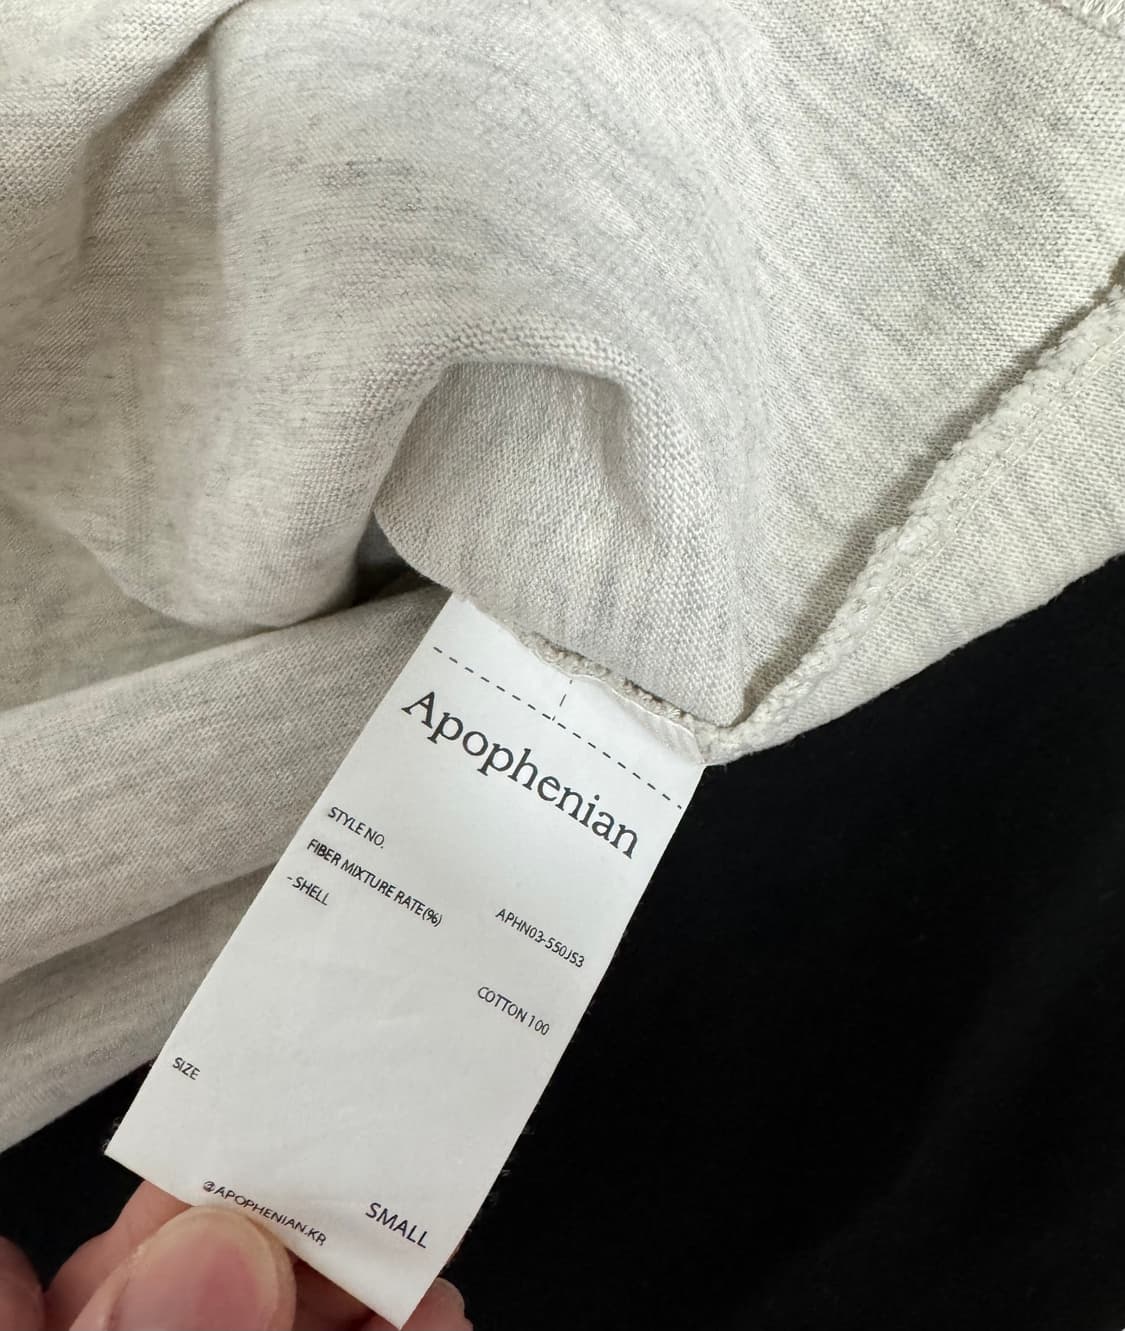 Apophenian
STYLE NO.
APHN03-550JS3
FIBER MIXTURE RATE(%)
-SHELL
COTTON 100
SIZE
SMALL
@APOPHENIAN.KR